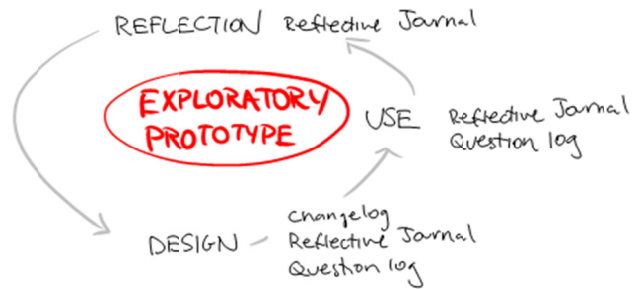 REFLECTION Reflective Journal
EXPLORATORY
PROTOTYPE
USE Reflective Journal
Question log
Changelog
DESIGN - Reflective Journal
Question log